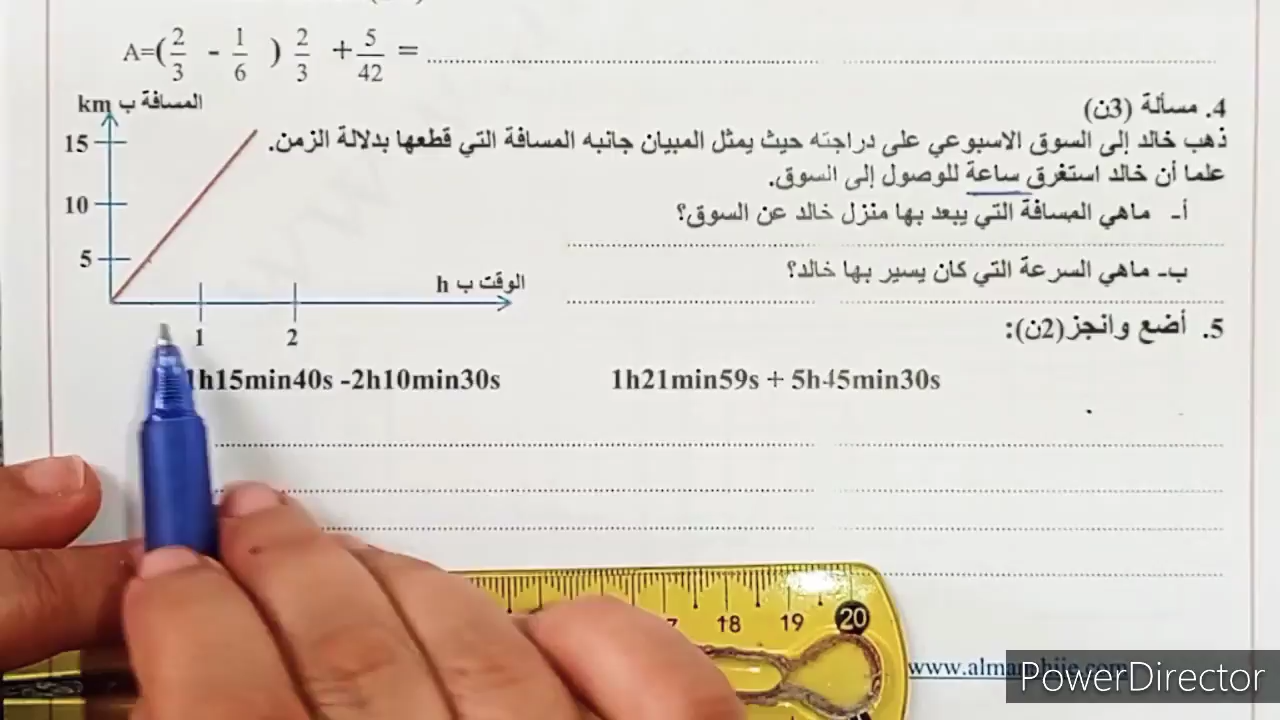 A=(2/3 - 1/6 ) 2/3 + 5/42 = ........
4. مسألة (3ن)
ذهب خالد إلى السوق الاسبوعي على دراجته حيث يمثل المبيان جانبه المسافة التي قطعها بدلالة الزمن.
علما أن خالد استغرق ساعة للوصول إلى السوق.
أ- ماهي المسافة التي يبعد بها منزل خالد عن السوق؟
ب- ماهي السرعة التي كان يسير بها خالد؟
المسافة ب km
15
10
5
الوقت ب h
1
2
5. أضع وانجز(2ن):
1h15min40s -2h10min30s
1h21min59s + 5h45min30s
18 19 20
PowerDirector